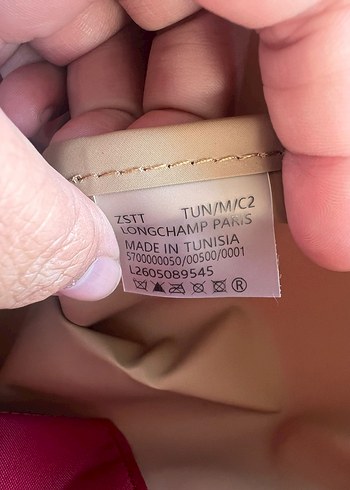 ZSTT TUN/M/C2
LONGCHAMP PARIS
MADE IN TUNISIA
5700000050/00500/0001
L2605089545
®